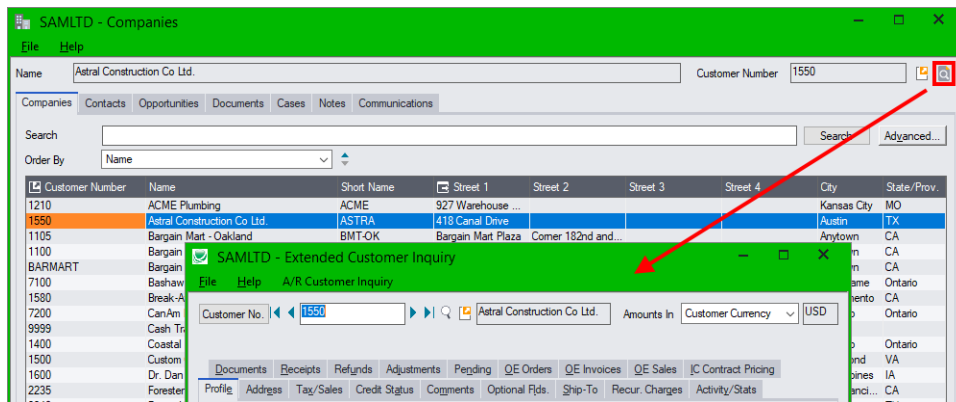 SAMLTD - Companies
File Help
Name Astral Construction Co Ltd. Customer Number 1550
Companies Contacts Opportunities Documents Cases Notes Communications
Search Search Advanced...
Order By Name
Customer Number Name Short Name Street 1 Street 2 Street 3 Street 4 City State/Prov.
1210 ACME Plumbing ACME 927 Warehouse ... Kansas City MO
1550 Astral Construction Co Ltd. ASTRA 418 Canal Drive Austin TX
1105 Bargain Mart - Oakland BMT-OK Bargain Mart Plaza Corner 182nd and... Anytown CA
1100 Bargain CA
BARMART Bargain CA
7100 Bashaw Ontario
1580 Break-A CA
7200 CanAm Ontario
9999 Cash Tr
1400 Coastal Ontario
1500 Custom VA
1600 Dr. Dan IA
2235 Forester CA
SAMLTD - Extended Customer Inquiry
File Help A/R Customer Inquiry
Customer No. 1550 Astral Construction Co Ltd. Amounts In Customer Currency USD
Documents Receipts Refunds Adjustments Pending OE Orders OE Invoices OE Sales IC Contract Pricing
Profile Address Tax/Sales Credit Status Comments Optional Flds. Ship-To Recur. Charges Activity/Stats